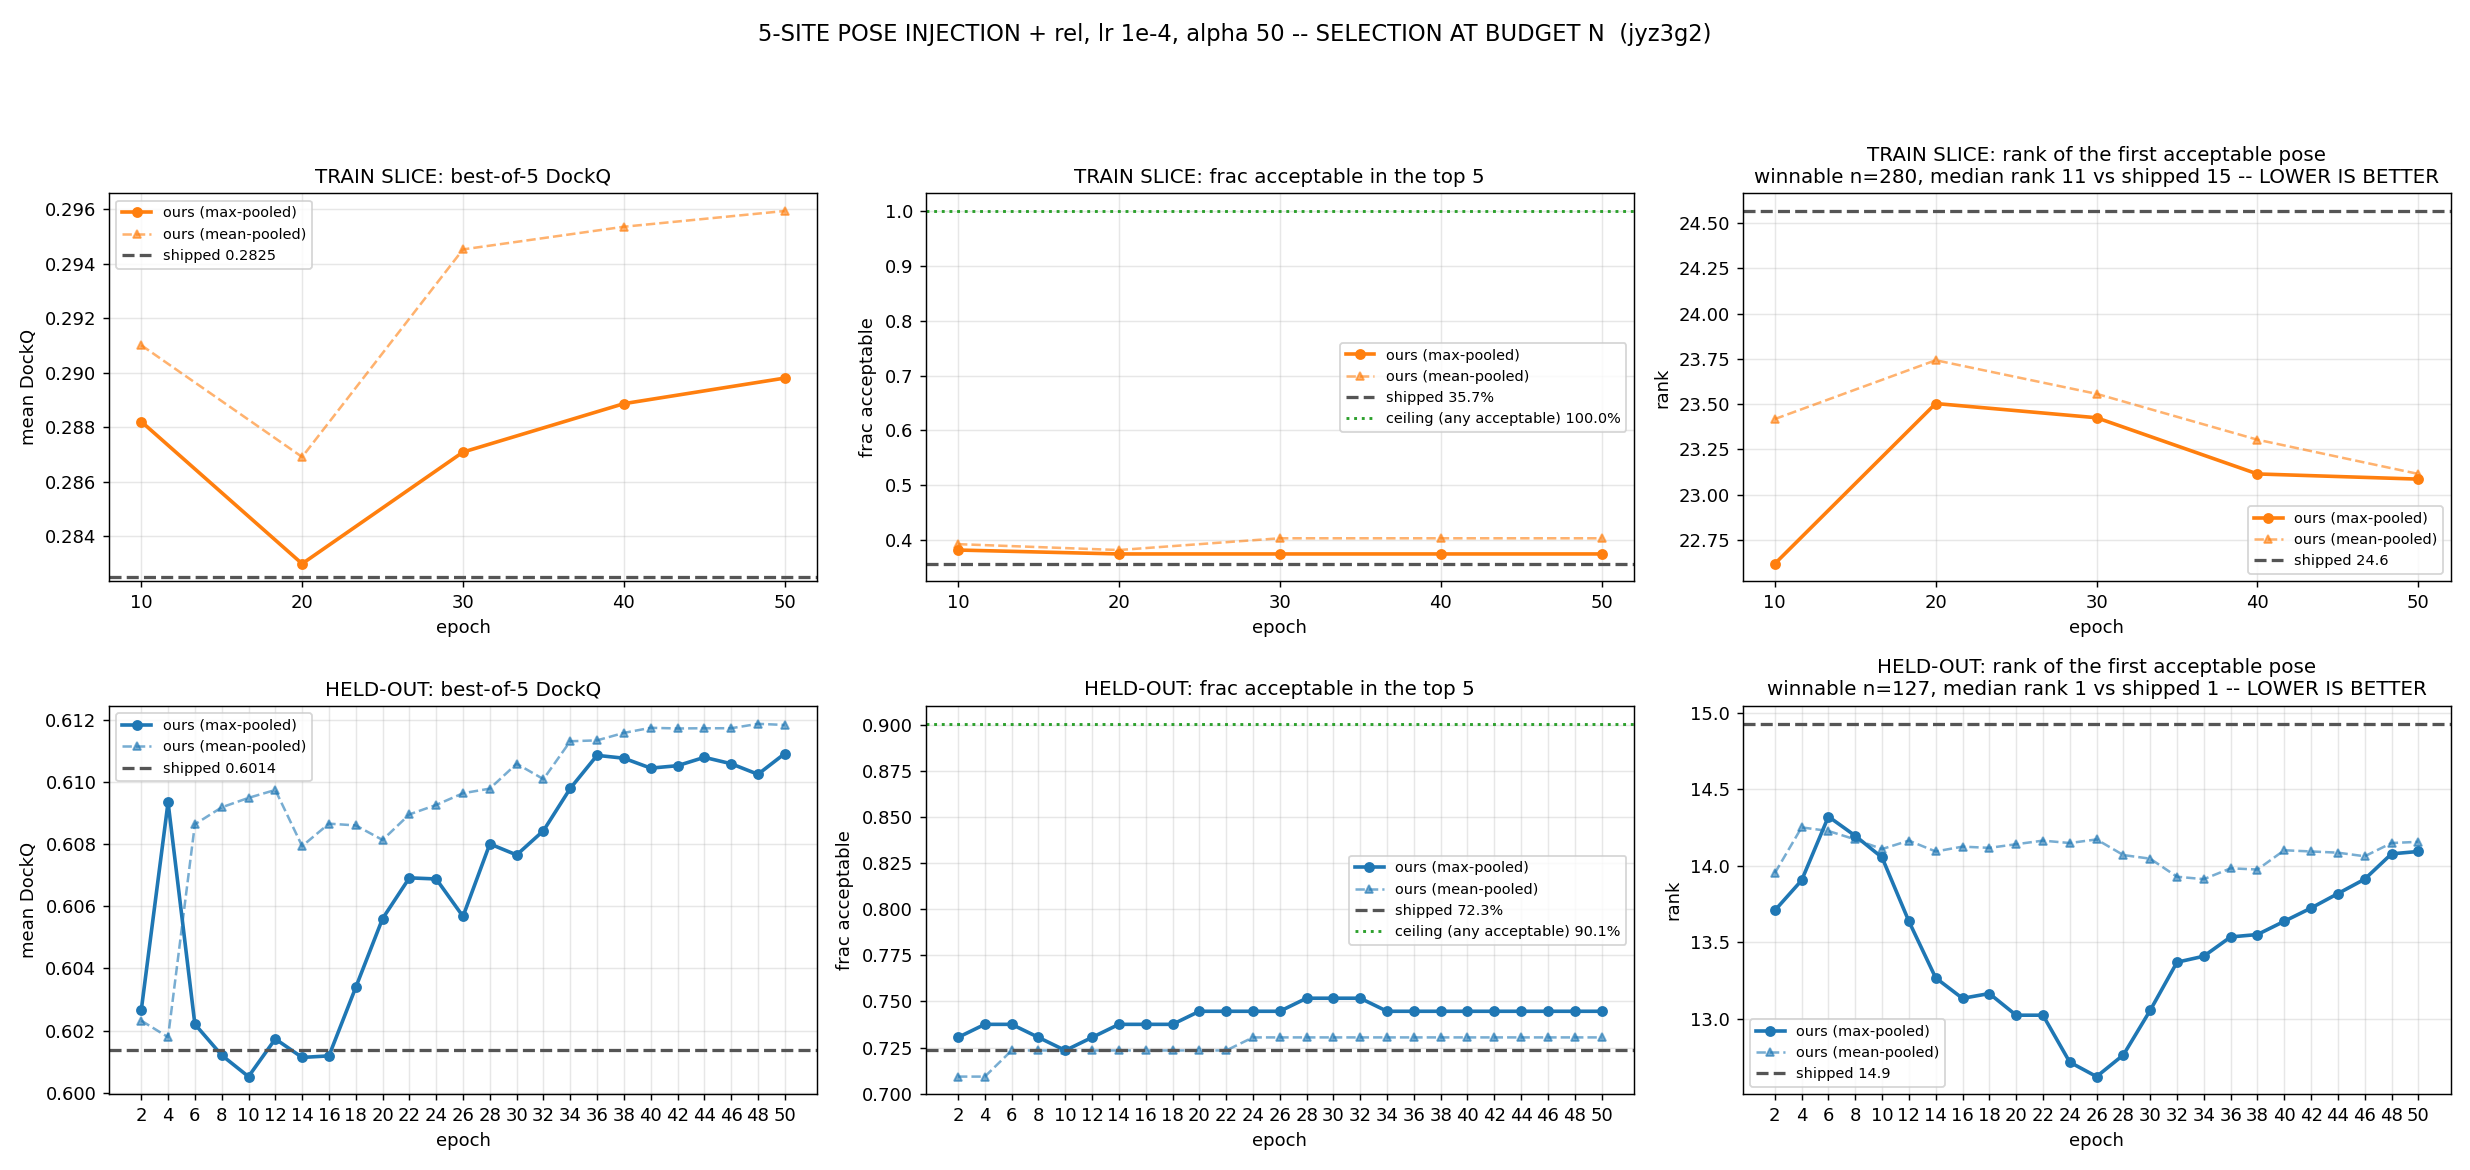 5-SITE POSE INJECTION + rel, lr 1e-4, alpha 50 -- SELECTION AT BUDGET N  (jyz3g2)
TRAIN SLICE: best-of-5 DockQ
0.296
0.294
0.292
0.290
0.288
0.286
0.284
mean DockQ
ours (max-pooled)
ours (mean-pooled)
shipped 0.2825
10 20 30 40 50
epoch
TRAIN SLICE: frac acceptable in the top 5
1.0
0.9
0.8
0.7
0.6
0.5
0.4
frac acceptable
ours (max-pooled)
ours (mean-pooled)
shipped 35.7%
ceiling (any acceptable) 100.0%
10 20 30 40 50
epoch
TRAIN SLICE: rank of the first acceptable pose
winnable n=280, median rank 11 vs shipped 15 -- LOWER IS BETTER
24.50
24.25
24.00
23.75
23.50
23.25
23.00
22.75
rank
ours (max-pooled)
ours (mean-pooled)
shipped 24.6
10 20 30 40 50
epoch
HELD-OUT: best-of-5 DockQ
0.612
0.610
0.608
0.606
0.604
0.602
0.600
mean DockQ
ours (max-pooled)
ours (mean-pooled)
shipped 0.6014
2 4 6 8 10 12 14 16 18 20 22 24 26 28 30 32 34 36 38 40 42 44 46 48 50
epoch
HELD-OUT: frac acceptable in the top 5
0.900
0.875
0.850
0.825
0.800
0.775
0.750
0.725
0.700
frac acceptable
ours (max-pooled)
ours (mean-pooled)
shipped 72.3%
ceiling (any acceptable) 90.1%
2 4 6 8 10 12 14 16 18 20 22 24 26 28 30 32 34 36 38 40 42 44 46 48 50
epoch
HELD-OUT: rank of the first acceptable pose
winnable n=127, median rank 1 vs shipped 1 -- LOWER IS BETTER
15.0
14.5
14.0
13.5
13.0
rank
ours (max-pooled)
ours (mean-pooled)
shipped 14.9
2 4 6 8 10 12 14 16 18 20 22 24 26 28 30 32 34 36 38 40 42 44 46 48 50
epoch